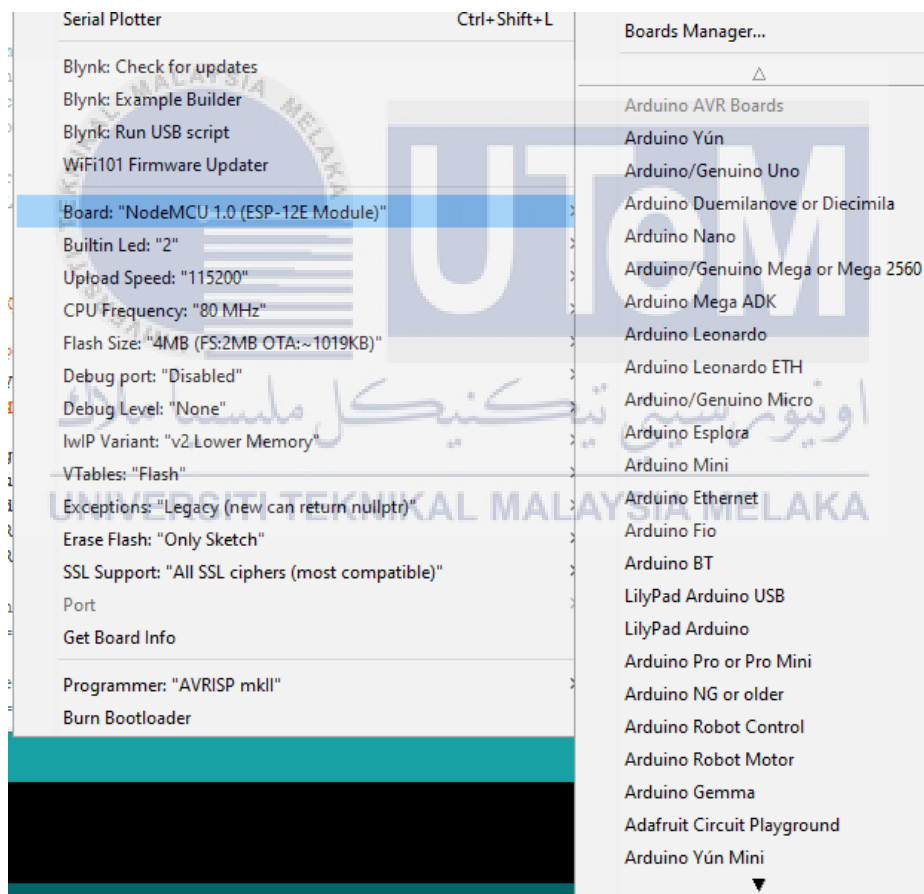 Serial Plotter Ctrl+Shift+L
Blynk: Check for updates
Blynk: Example Builder
Blynk: Run USB script
WiFi101 Firmware Updater
Board: "NodeMCU 1.0 (ESP-12E Module)"
Builtin Led: "2"
Upload Speed: "115200"
CPU Frequency: "80 MHz"
Flash Size: "4MB (FS:2MB OTA:~1019KB)"
Debug port: "Disabled"
Debug Level: "None"
IwIP Variant: "v2 Lower Memory"
VTables: "Flash"
Exceptions: "Legacy (new can return nullptr)"
Erase Flash: "Only Sketch"
SSL Support: "All SSL ciphers (most compatible)"
Port
Get Board Info
Programmer: "AVRISP mkII"
Burn Bootloader
Boards Manager...
Arduino AVR Boards
Arduino Yún
Arduino/Genuino Uno
Arduino Duemilanove or Diecimila
Arduino Nano
Arduino/Genuino Mega or Mega 2560
Arduino Mega ADK
Arduino Leonardo
Arduino Leonardo ETH
Arduino/Genuino Micro
Arduino Esplora
Arduino Mini
Arduino Ethernet
Arduino Fio
Arduino BT
LilyPad Arduino USB
LilyPad Arduino
Arduino Pro or Pro Mini
Arduino NG or older
Arduino Robot Control
Arduino Robot Motor
Arduino Gemma
Adafruit Circuit Playground
Arduino Yún Mini
UTeM
اونيورسيتي تيكنيكل مليسيا ملاك
UNIVERSITI TEKNIKAL MALAYSIA MELAKA